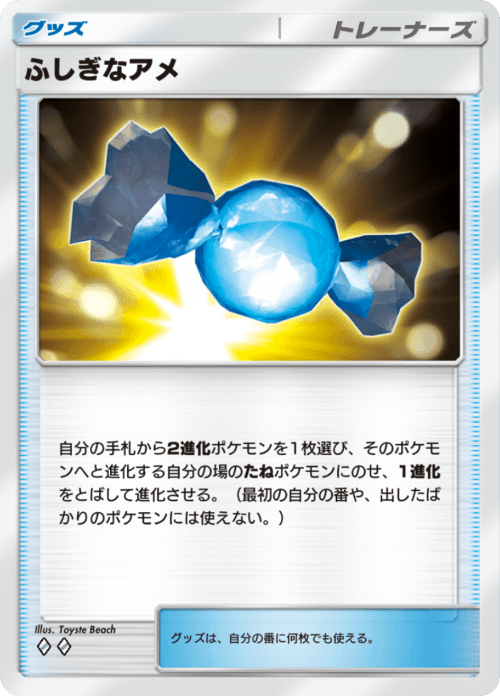 グッズ トレーナーズ
ふしぎなアメ
自分の手札から2進化ポケモンを1枚選び、そのポケモ
ンへと進化する自分の場のたねポケモンにのせ、1進化
をとばして進化させる。（最初の自分の番や、出したば
かりのポケモンには使えない。）
Illus. Toyste Beach
グッズは、自分の番に何枚でも使える。